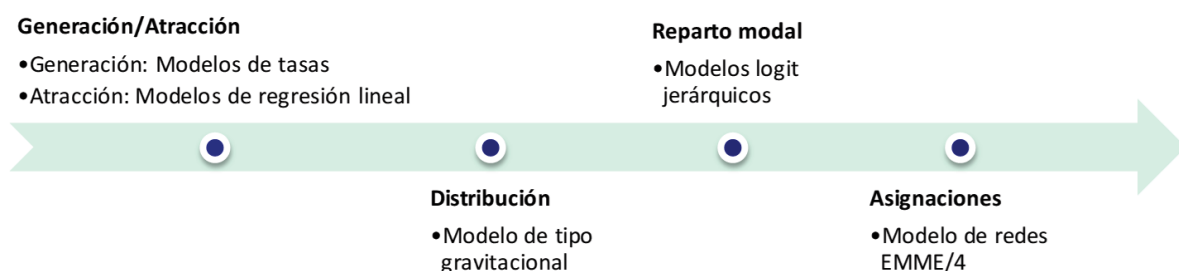 Generación/Atracción
•Generación: Modelos de tasas
•Atracción: Modelos de regresión lineal
Distribución
•Modelo de tipo
gravitacional
Reparto modal
•Modelos logit
jerárquicos
Asignaciones
•Modelo de redes
EMME/4